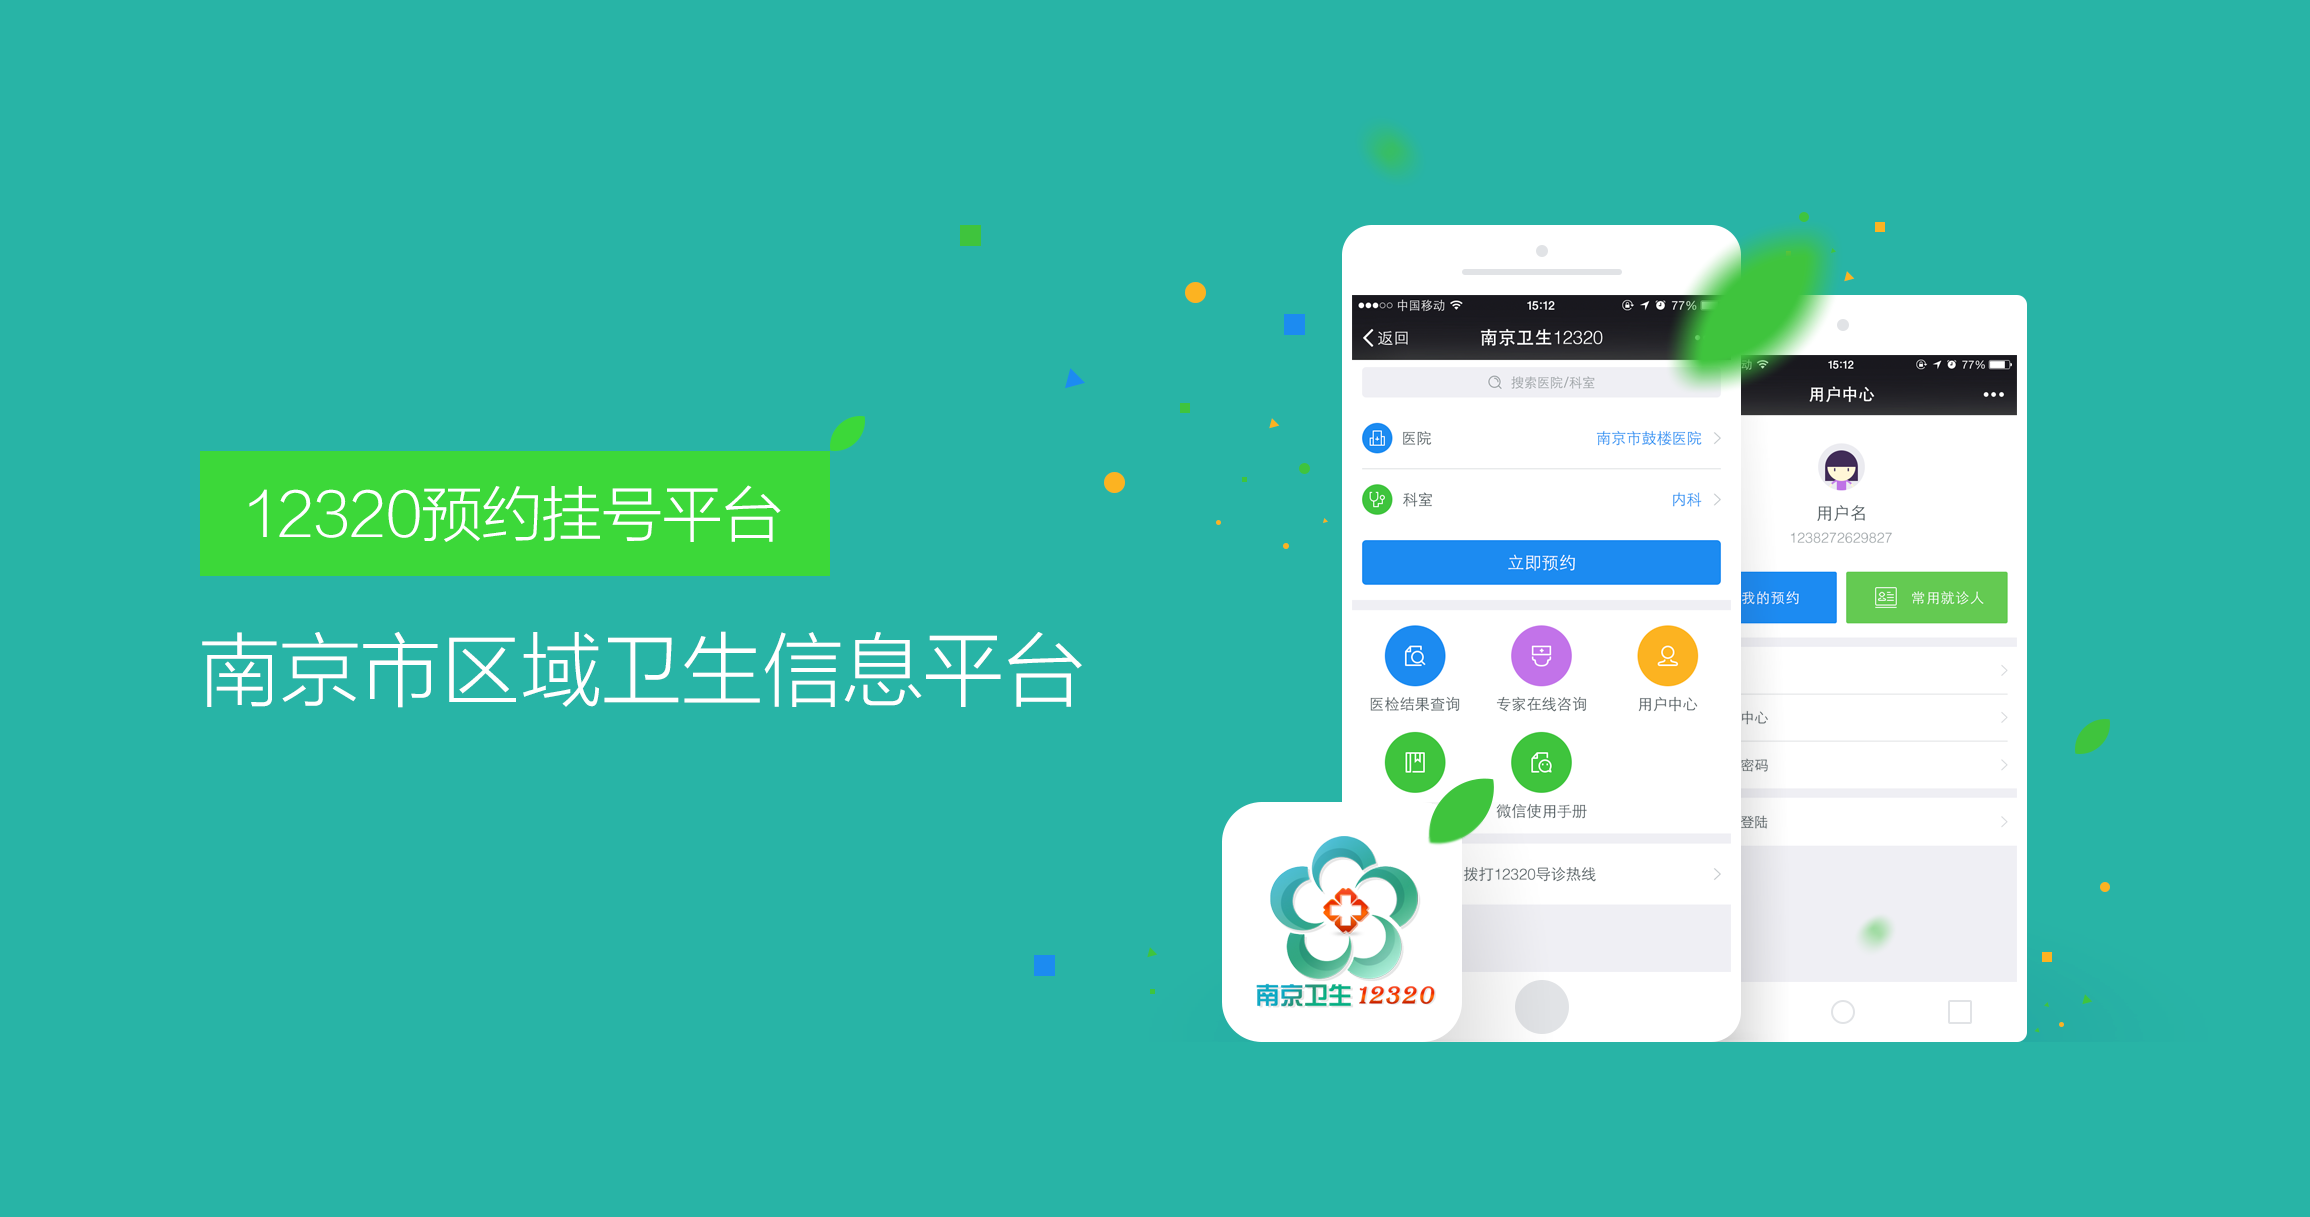 12320预约挂号平台
南京市区域卫生信息平台
中国移动 15:12 77%
返回 南京卫生12320
搜索医院/科室
医院 南京市鼓楼医院
科室 内科
立即预约
医检结果查询 专家在线咨询 用户中心
微信使用手册
拨打12320导诊热线
南京卫生12320
动 15:12 77%
用户中心
用户名
1238272629827
我的预约 常用就诊人
中心
密码
登陆